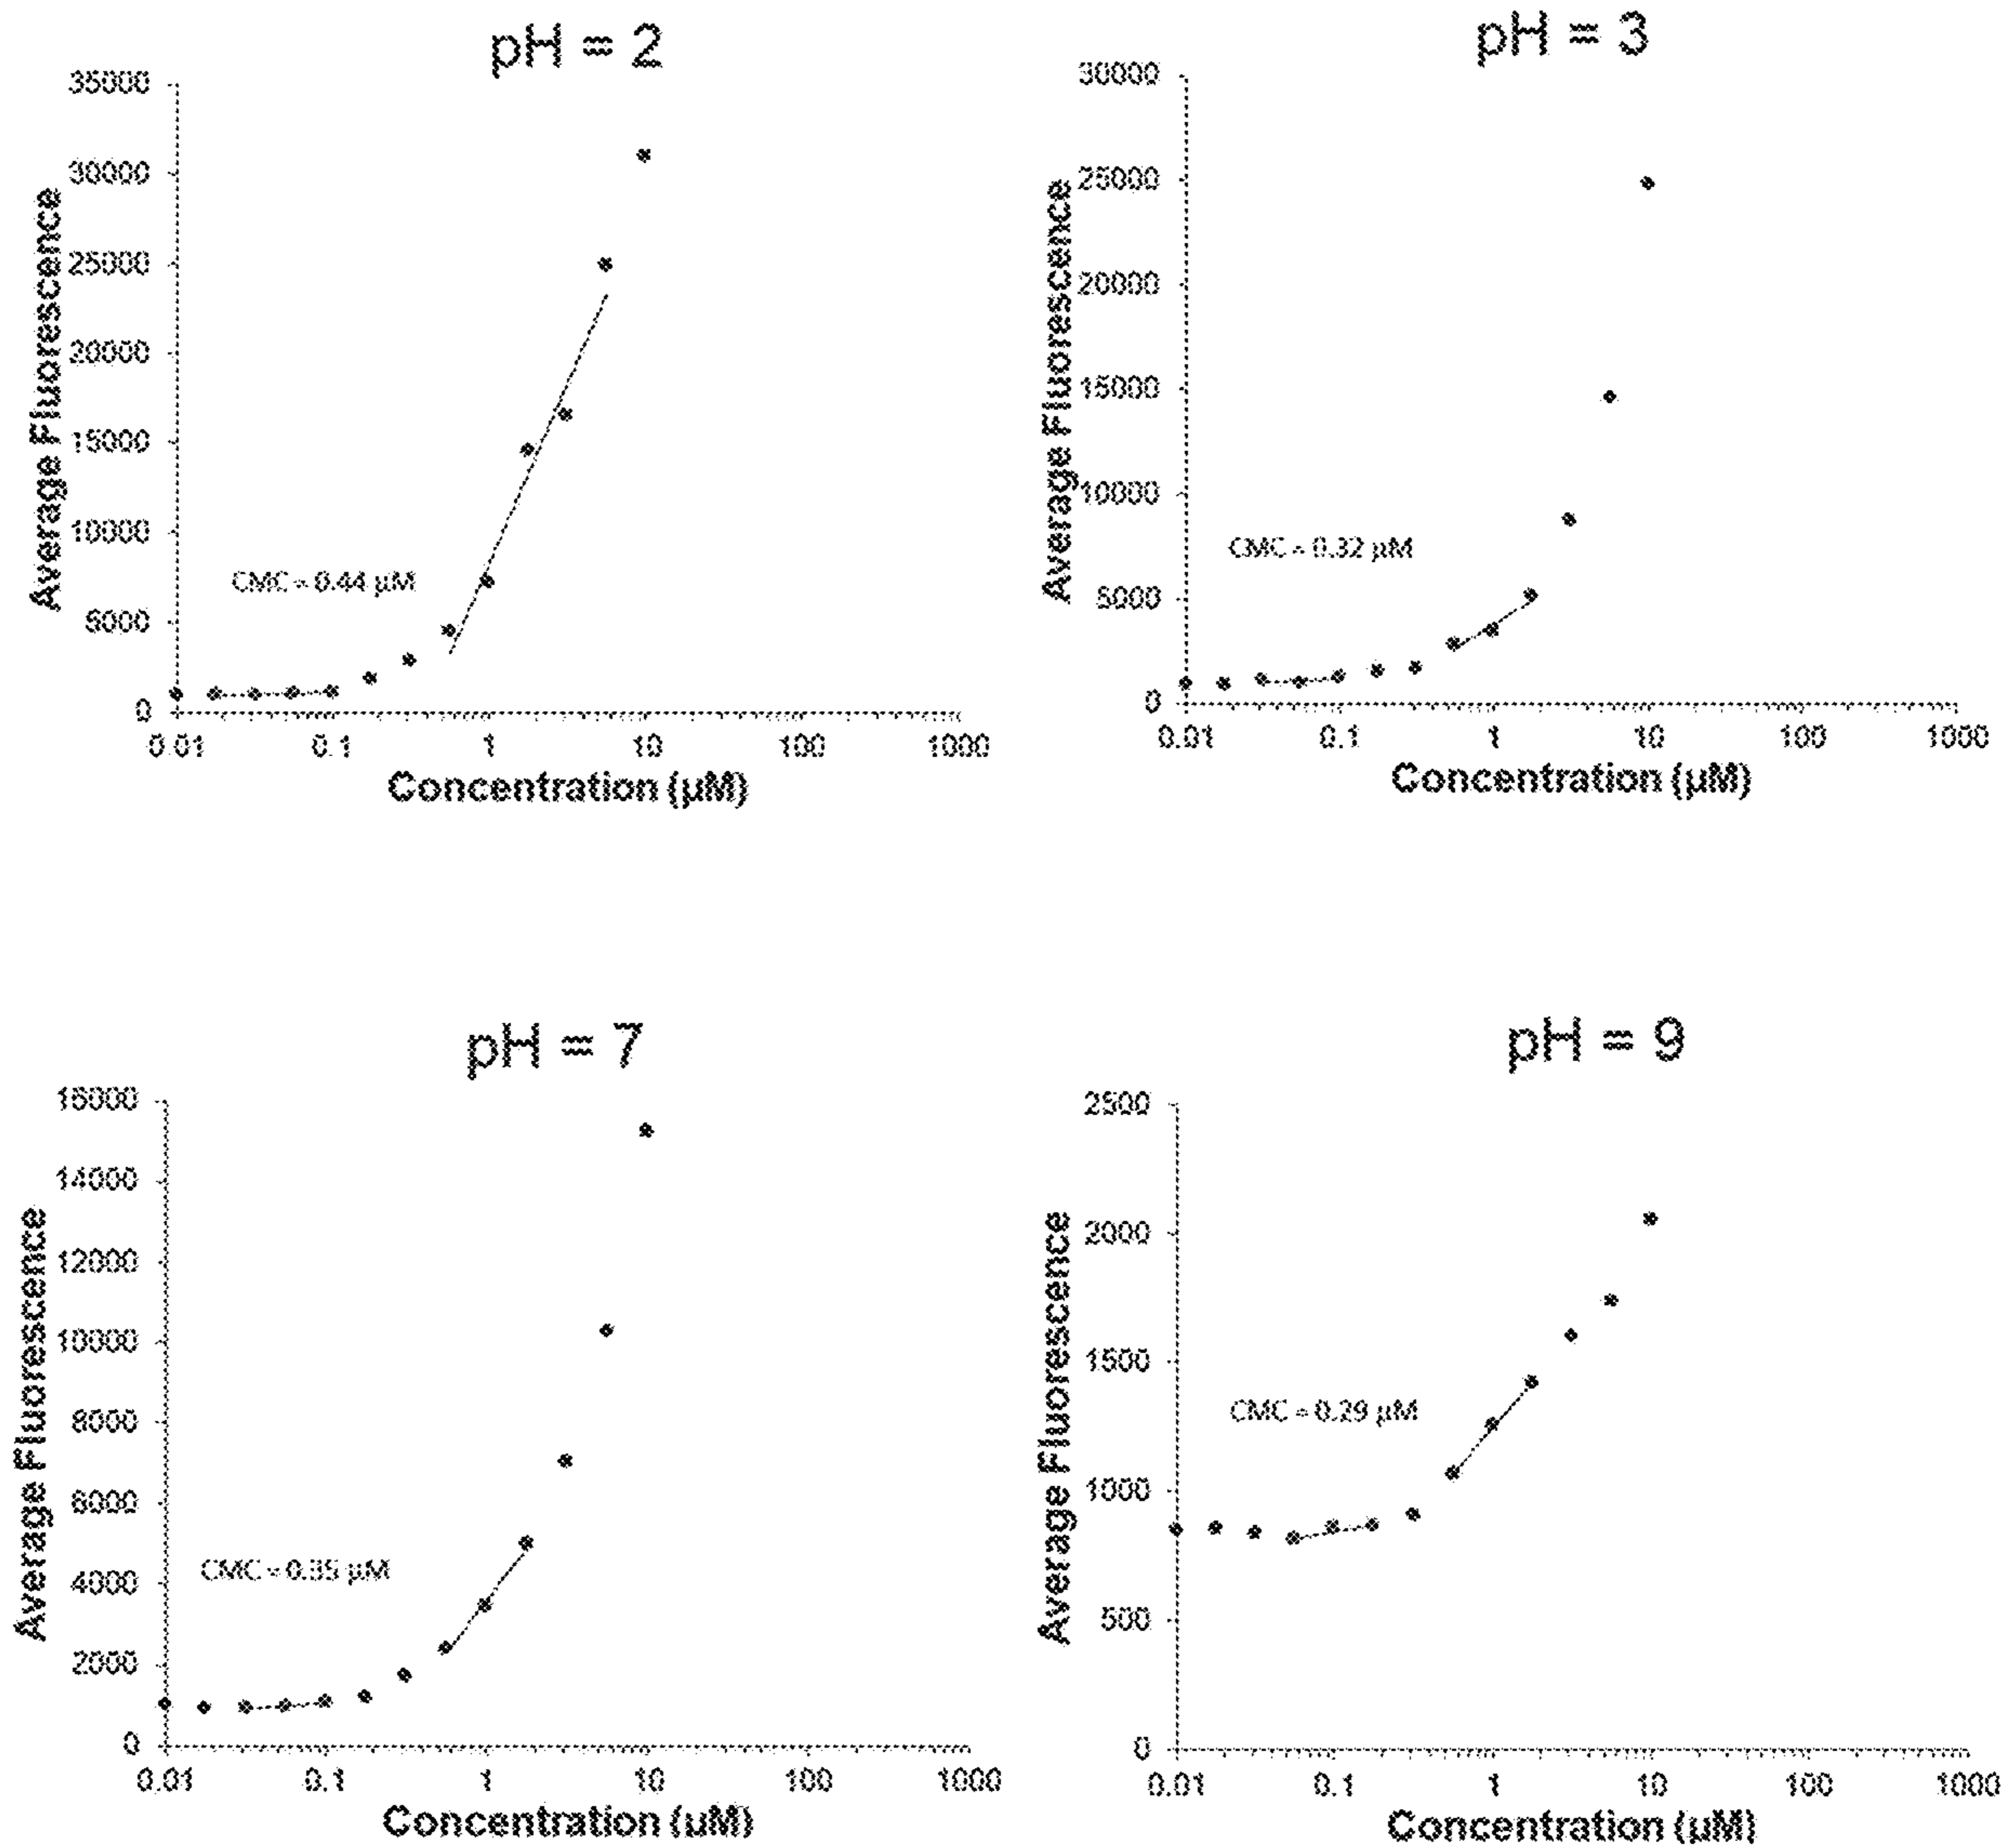 pH = 2
35000
30000
25000
20000
15000
10000
5000
0
Average Fluorescence
CMC = 0.44 µM
0.01 0.1 1 10 100 1000
Concentration (µM)
pH = 3
30000
25000
20000
15000
10000
5000
0
Average Fluorescence
CMC = 0.32 µM
0.01 0.1 1 10 100 1000
Concentration (µM)
pH = 7
16000
14000
12000
10000
8000
6000
4000
2000
0
Average Fluorescence
CMC = 0.35 µM
0.01 0.1 1 10 100 1000
Concentration (µM)
pH = 9
2500
2000
1500
1000
500
0
Average Fluorescence
CMC = 0.29 µM
0.01 0.1 1 10 100 1000
Concentration (µM)